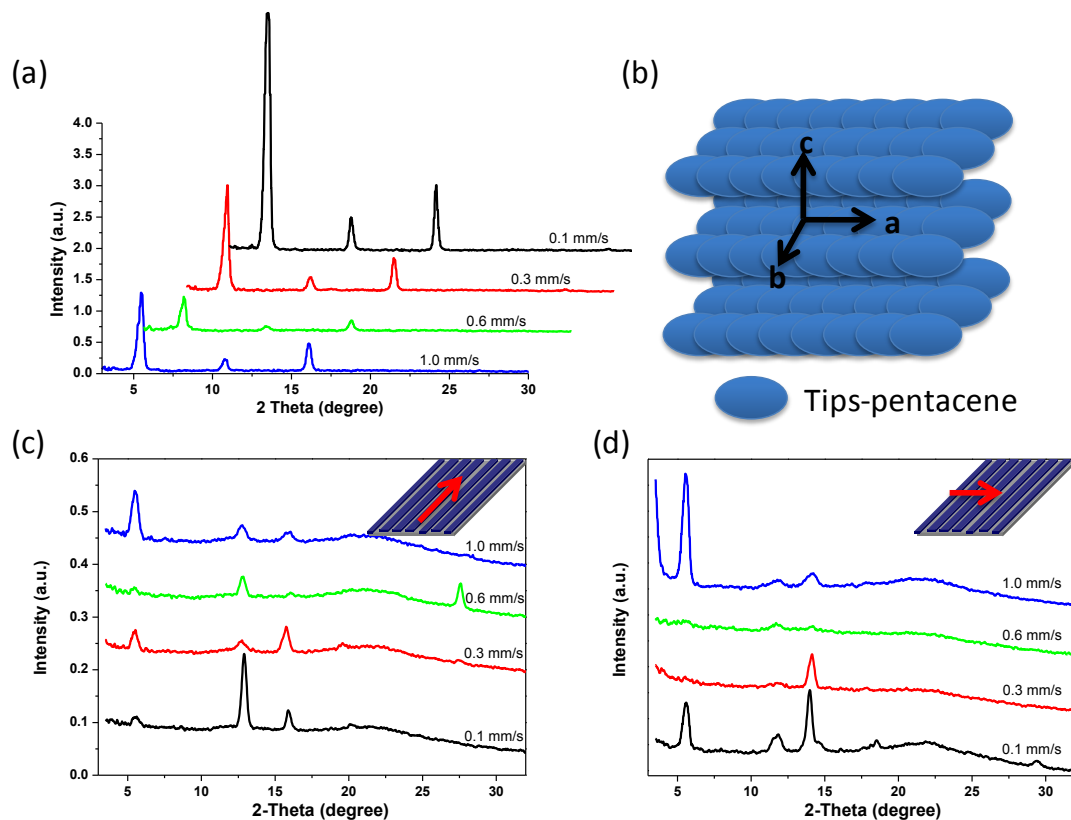 (a)
4.0
3.5
3.0
2.5
2.0
1.5
1.0
0.5
0.0
Intensity (a.u.)
0.1 mm/s
0.3 mm/s
0.6 mm/s
1.0 mm/s
5 10 15 20 25 30
2 Theta (degree)
(b)
c
a
b
Tips-pentacene
(c)
0.6
0.5
0.4
0.3
0.2
0.1
0.0
Intensity (a.u.)
1.0 mm/s
0.6 mm/s
0.3 mm/s
0.1 mm/s
5 10 15 20 25 30
2-Theta (degree)
(d)
Intensity (a.u.)
1.0 mm/s
0.6 mm/s
0.3 mm/s
0.1 mm/s
5 10 15 20 25 30
2-Theta (degree)